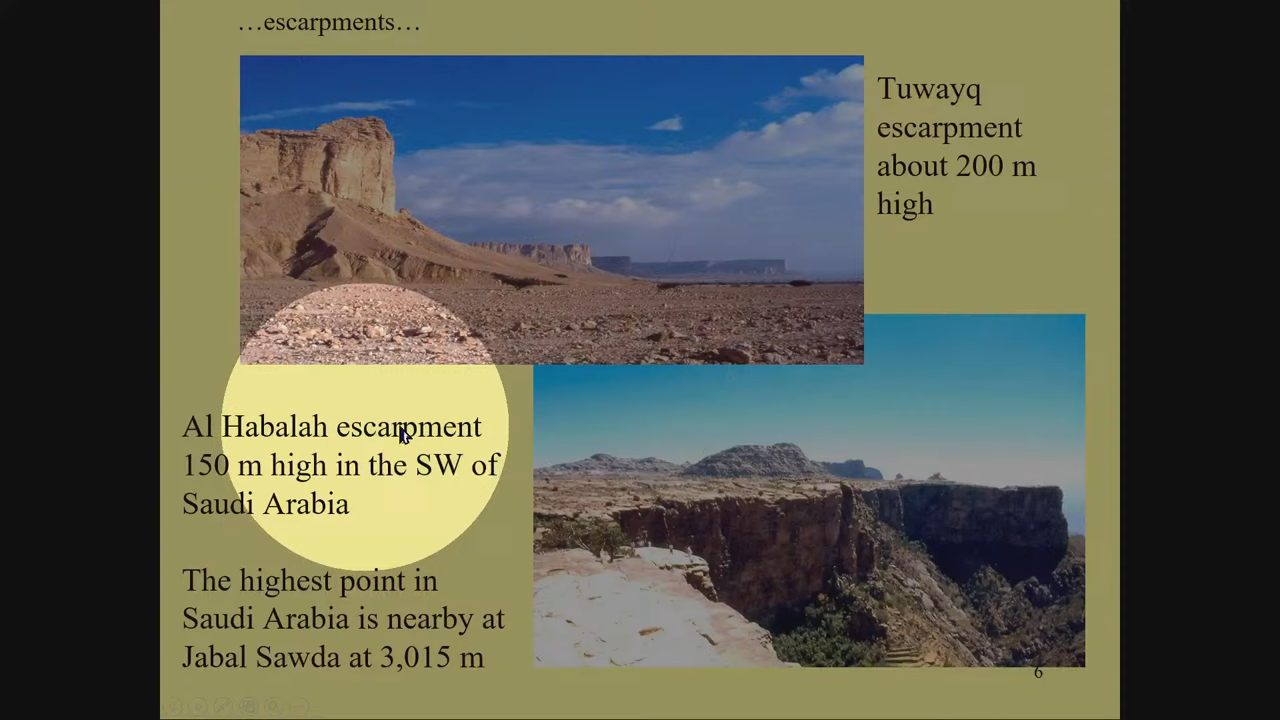 …escarpments…
Tuwayq
escarpment
about 200 m
high
Al Habalah escarpment
150 m high in the SW of
Saudi Arabia
The highest point in
Saudi Arabia is nearby at
Jabal Sawda at 3,015 m
6